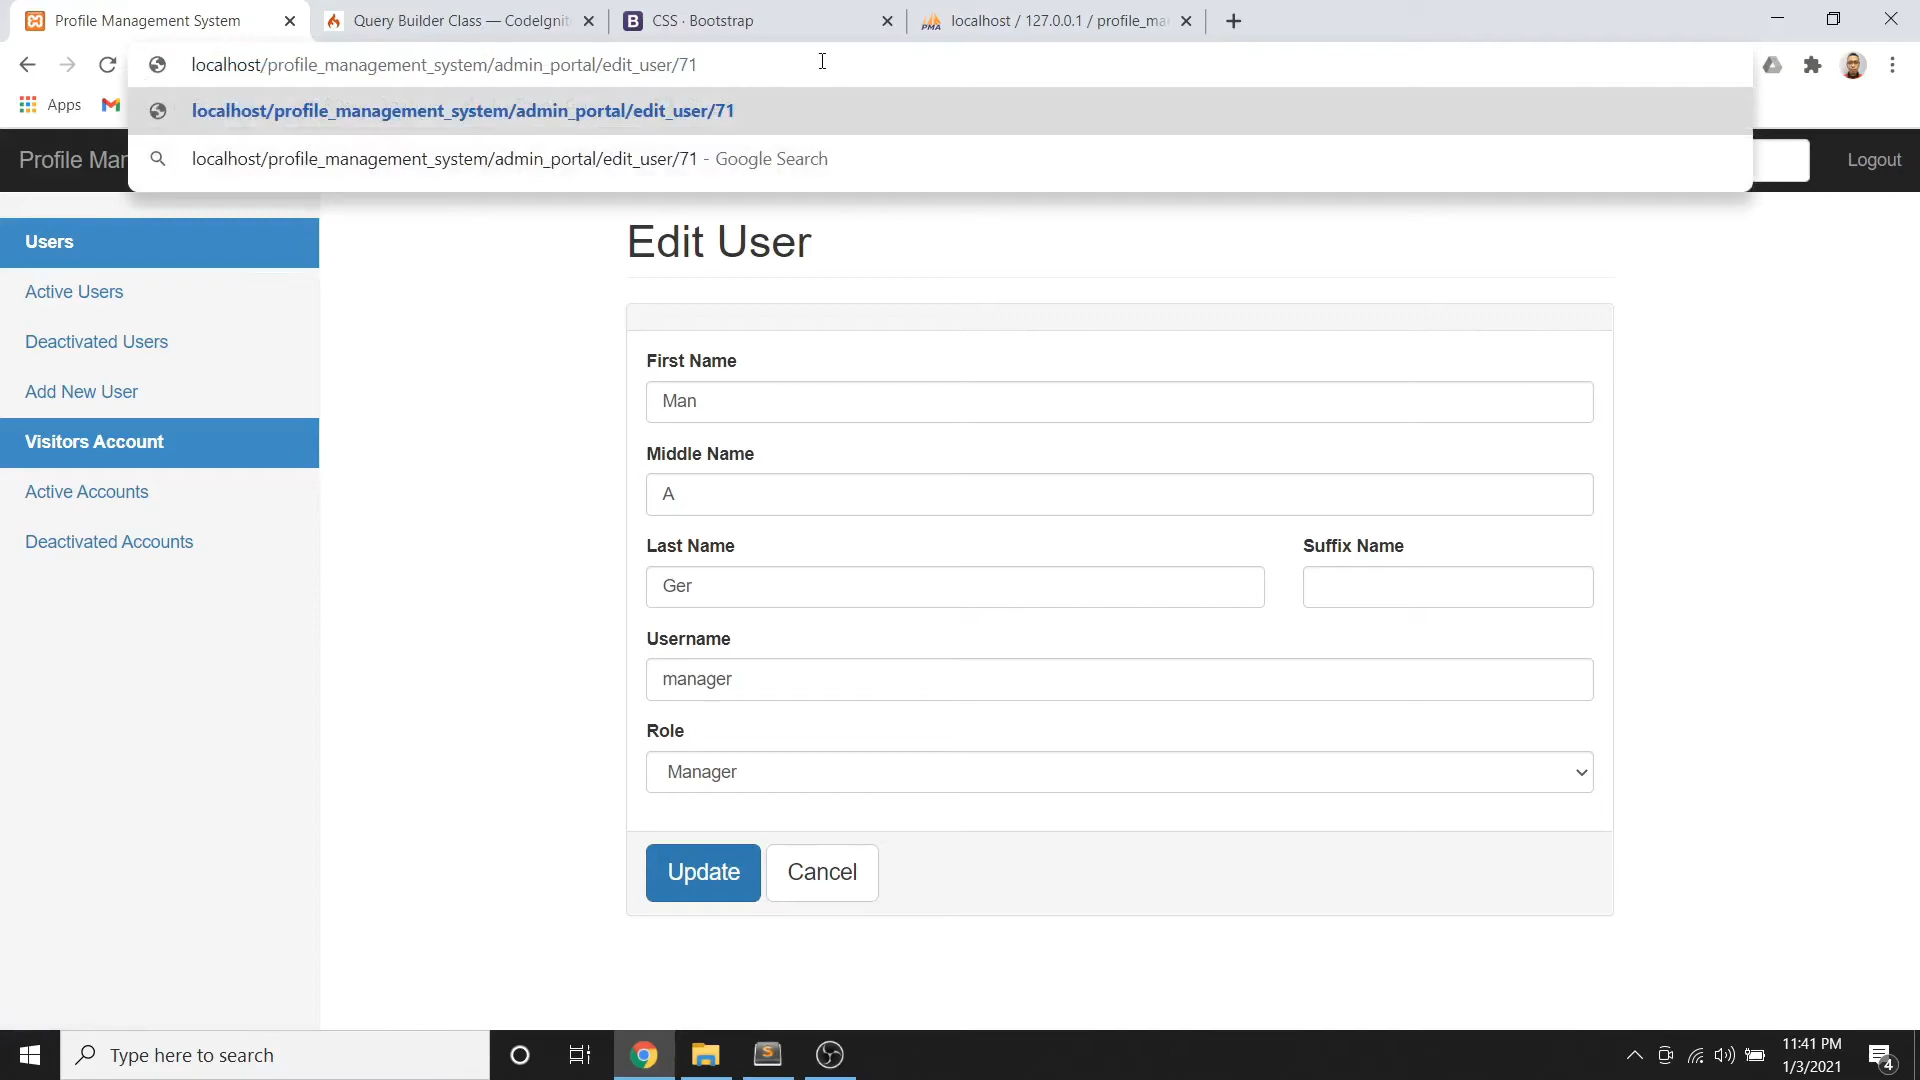 Profile Management System
Query Builder Class — CodeIgnit
CSS · Bootstrap
localhost / 127.0.0.1 / profile_ma
localhost/profile_management_system/admin_portal/edit_user/71
Apps
localhost/profile_management_system/admin_portal/edit_user/71
localhost/profile_management_system/admin_portal/edit_user/71 - Google Search
Profile Mar
Logout
Users
Active Users
Deactivated Users
Add New User
Visitors Account
Active Accounts
Deactivated Accounts
Edit User
First Name
Man
Middle Name
A
Last Name
Suffix Name
Ger
Username
manager
Role
Manager
Update
Cancel
Type here to search
11:41 PM
1/3/2021
4